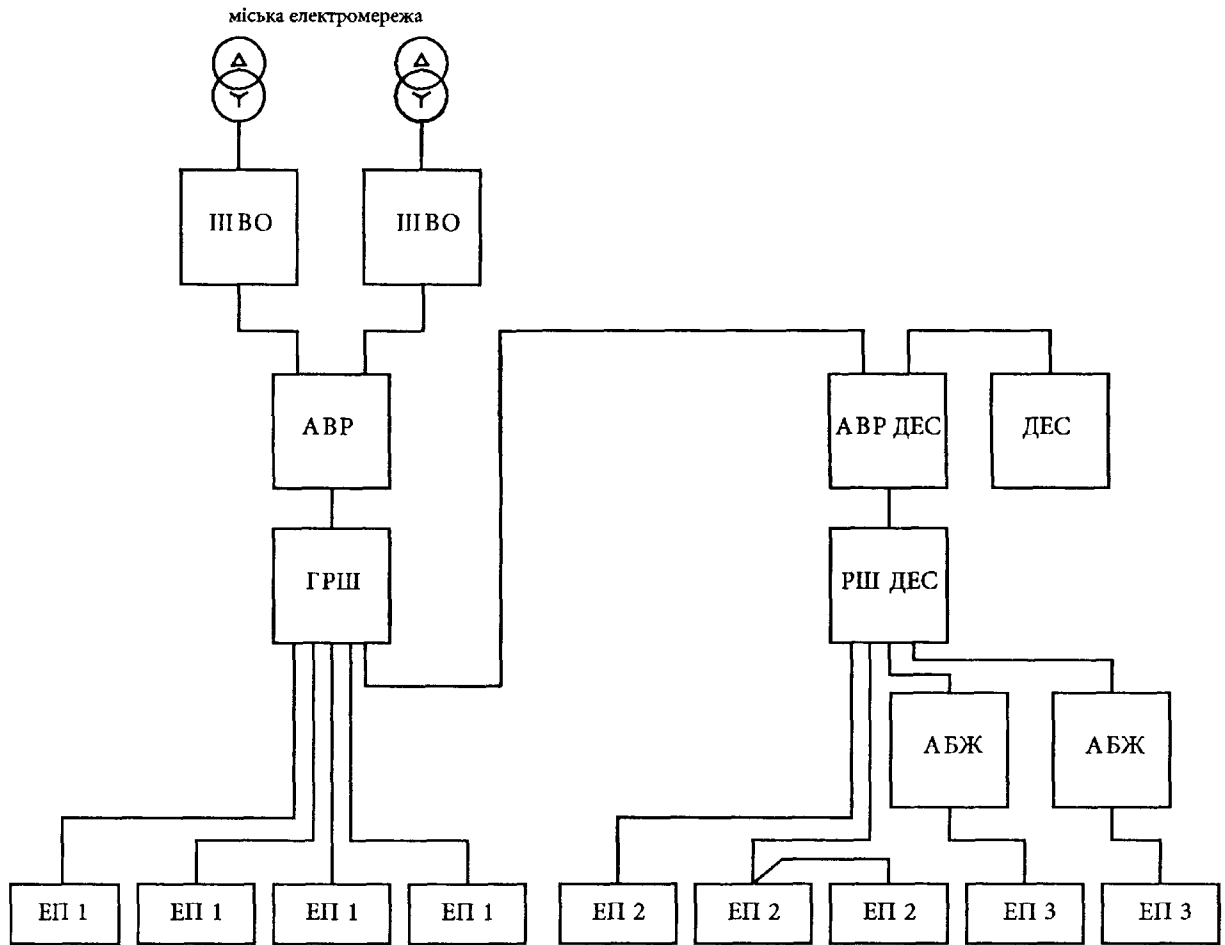 міська електромережа
Δ
Δ
Y
Y
ШВО
ШВО
АВР
АВР ДЕС
ДЕС
ГРШ
РШ ДЕС
АБЖ
АБЖ
ЕП 1
ЕП 1
ЕП 1
ЕП 1
ЕП 2
ЕП 2
ЕП 2
ЕП 3
ЕП 3